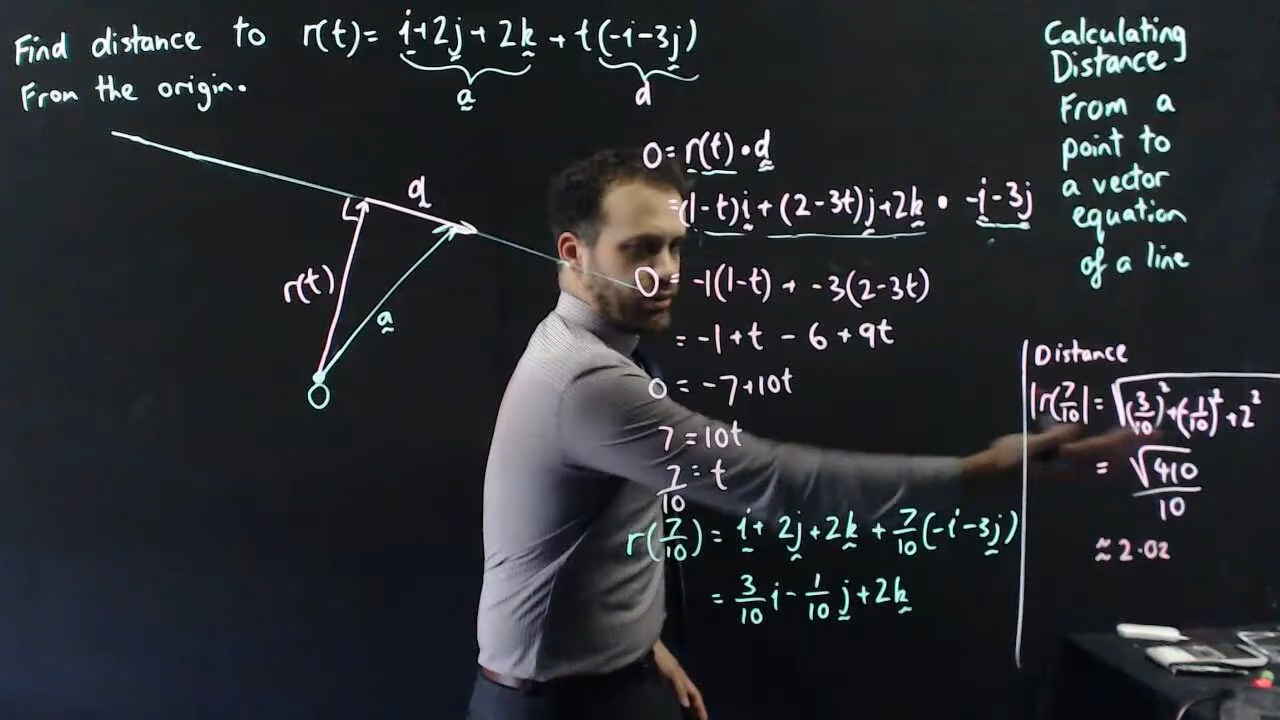 Find distance to r(t) = i + 2j + 2k + t(-i - 3j)
From the origin.
a
d
d
r(t)
a
O
0 = r(t) • d
= (1-t)i + (2-3t)j + 2k • -i - 3j
0 = -1(1-t) + -3(2-3t)
= -1 + t - 6 + 9t
0 = -7 + 10t
7 = 10t
7/10 = t
r(7/10) = i + 2j + 2k + 7/10(-i - 3j)
= 3/10 i - 1/10 j + 2k
Calculating
Distance
From a
point to
a vector
equation
of a line
Distance
|r(7/10)| = √((3/10)² + (-1/10)² + 2²)
= √410/10
≈ 2.02